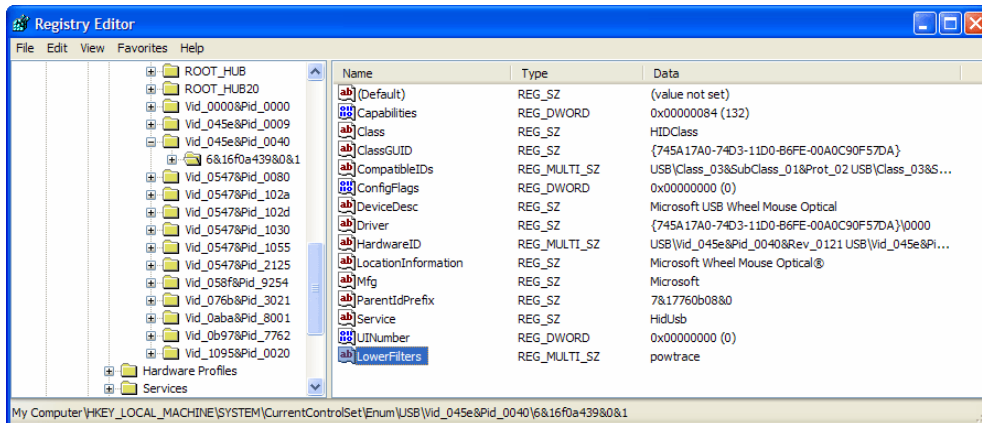 Registry Editor
File Edit View Favorites Help
ROOT_HUB
ROOT_HUB20
Vid_0000&Pid_0000
Vid_045e&Pid_0009
Vid_045e&Pid_0040
6&16f0a439&0&1
Vid_0547&Pid_0080
Vid_0547&Pid_102a
Vid_0547&Pid_102d
Vid_0547&Pid_1030
Vid_0547&Pid_1055
Vid_0547&Pid_2125
Vid_058f&Pid_9254
Vid_076b&Pid_3021
Vid_0aba&Pid_8001
Vid_0b97&Pid_7762
Vid_1095&Pid_0020
Hardware Profiles
Services
Name Type Data
(Default) REG_SZ (value not set)
Capabilities REG_DWORD 0x00000084 (132)
Class REG_SZ HIDClass
ClassGUID REG_SZ {745A17A0-74D3-11D0-B6FE-00A0C90F57DA}
CompatibleIDs REG_MULTI_SZ USB\Class_03&SubClass_01&Prot_02 USB\Class_03&S...
ConfigFlags REG_DWORD 0x00000000 (0)
DeviceDesc REG_SZ Microsoft USB Wheel Mouse Optical
Driver REG_SZ {745A17A0-74D3-11D0-B6FE-00A0C90F57DA}\0000
HardwareID REG_MULTI_SZ USB\Vid_045e&Pid_0040&Rev_0121 USB\Vid_045e&Pi...
LocationInformation REG_SZ Microsoft Wheel Mouse Optical®
Mfg REG_SZ Microsoft
ParentIdPrefix REG_SZ 7&17760b08&0
Service REG_SZ HidUsb
UINumber REG_DWORD 0x00000000 (0)
LowerFilters REG_MULTI_SZ powtrace
My Computer\HKEY_LOCAL_MACHINE\SYSTEM\CurrentControlSet\Enum\USB\Vid_045e&Pid_0040\6&16f0a439&0&1